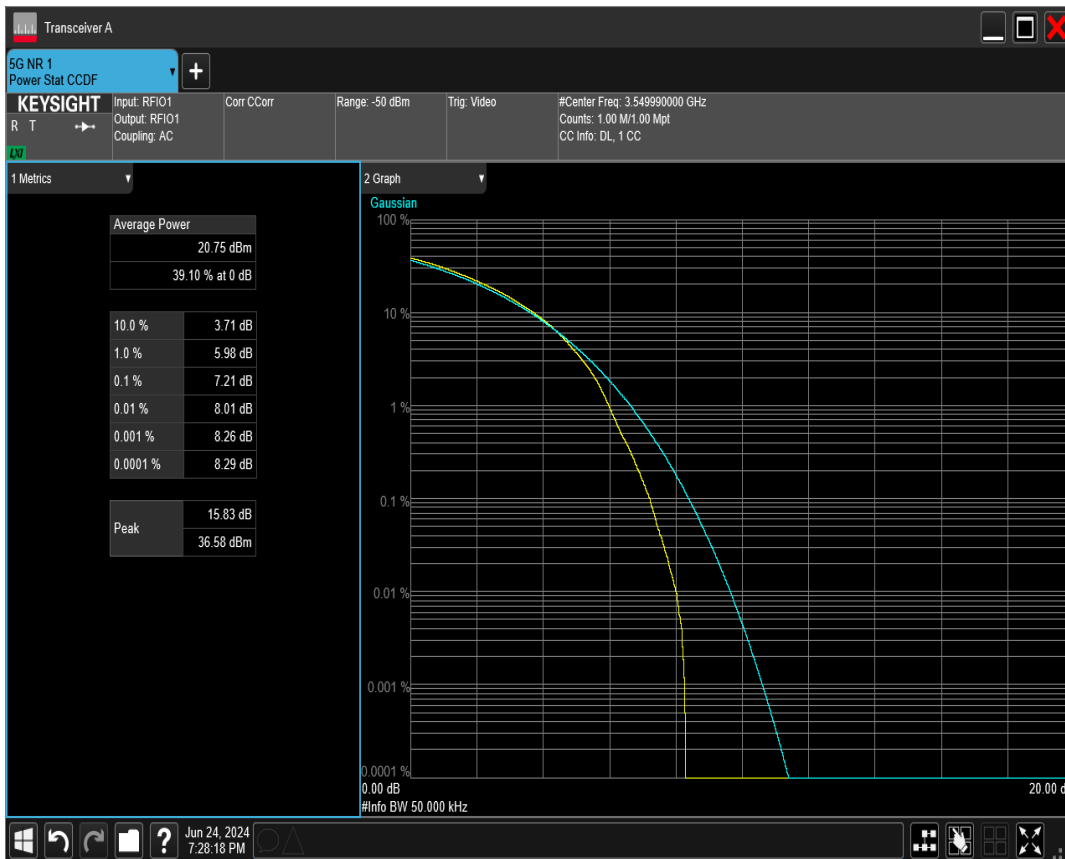 Transceiver A
5G NR 1
Power Stat CCDF
+
KEYSIGHT
R T
LXI
Input: RFIO1
Output: RFIO1
Coupling: AC
Corr CCorr
Range: -50 dBm
Trig: Video
#Center Freq: 3.549990000 GHz
Counts: 1.00 M/1.00 Mpt
CC Info: DL, 1 CC
1 Metrics
Average Power
20.75 dBm
39.10 % at 0 dB
10.0 % 3.71 dB
1.0 % 5.98 dB
0.1 % 7.21 dB
0.01 % 8.01 dB
0.001 % 8.26 dB
0.0001 % 8.29 dB
Peak 15.83 dB
36.58 dBm
2 Graph
Gaussian
100 %
10 %
1 %
0.1 %
0.01 %
0.001 %
0.0001 %
0.00 dB 20.00 d
#Info BW 50.000 kHz
?
Jun 24, 2024
7:28:18 PM